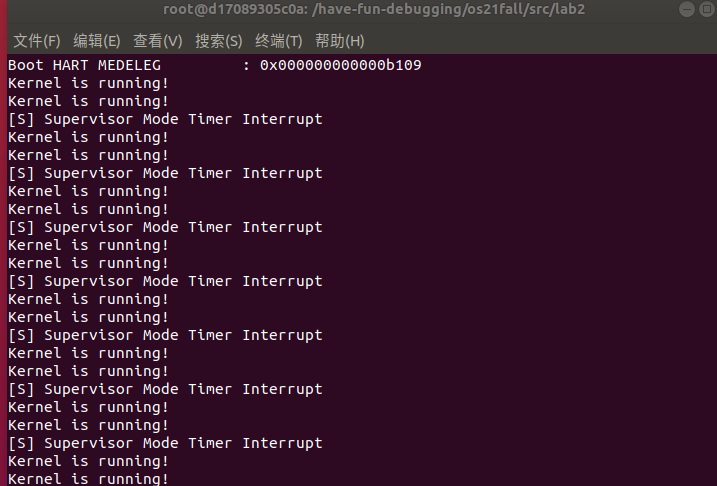 root@d17089305c0a: /have-fun-debugging/os21fall/src/lab2
文件(F) 编辑(E) 查看(V) 搜索(S) 终端(T) 帮助(H)
Boot HART MEDELEG         : 0x000000000000b109
Kernel is running!
Kernel is running!
[S] Supervisor Mode Timer Interrupt
Kernel is running!
Kernel is running!
[S] Supervisor Mode Timer Interrupt
Kernel is running!
Kernel is running!
[S] Supervisor Mode Timer Interrupt
Kernel is running!
Kernel is running!
[S] Supervisor Mode Timer Interrupt
Kernel is running!
Kernel is running!
[S] Supervisor Mode Timer Interrupt
Kernel is running!
Kernel is running!
[S] Supervisor Mode Timer Interrupt
Kernel is running!
Kernel is running!
[S] Supervisor Mode Timer Interrupt
Kernel is running!
Kernel is running!